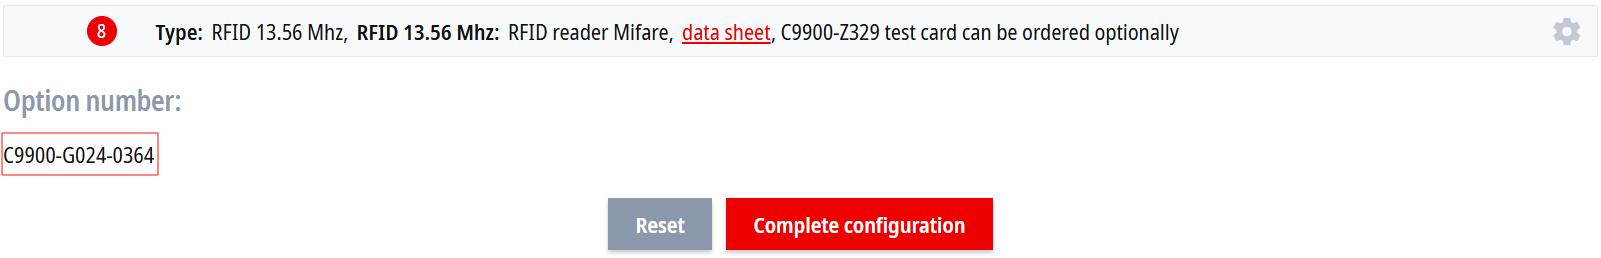 8 Type: RFID 13.56 Mhz, RFID 13.56 Mhz: RFID reader Mifare, data sheet, C9900-Z329 test card can be ordered optionally
Option number:
C9900-G024-0364
Reset Complete configuration